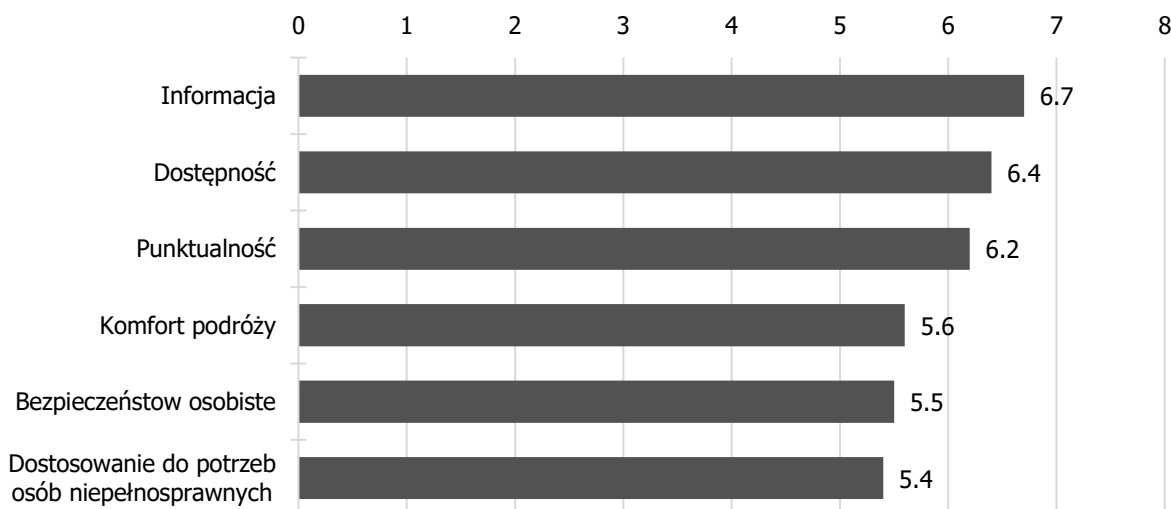 0 1 2 3 4 5 6 7 8
Informacja 6.7
Dostępność 6.4
Punktualność 6.2
Komfort podróży 5.6
Bezpieczeństow osobiste 5.5
Dostosowanie do potrzeb
osób niepełnosprawnych 5.4